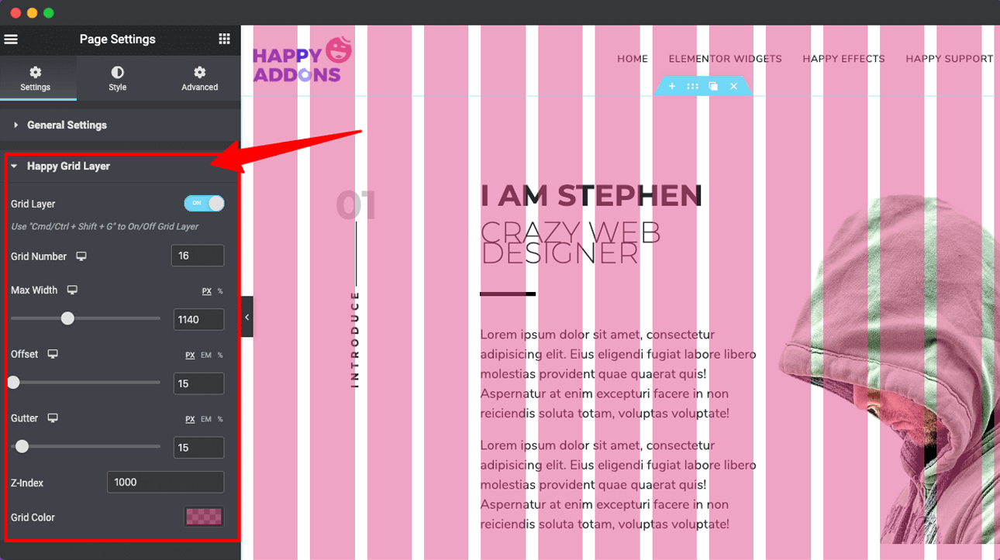 Page Settings
Settings
Style
Advanced
General Settings
Happy Grid Layer
Grid Layer
ON
Use "Cmd/Ctrl + Shift + G" to On/Off Grid Layer
Grid Number
16
Max Width
PX %
1140
Offset
PX EM %
15
Gutter
PX EM %
15
Z-Index
1000
Grid Color
HAPPY
ADDONS
HOME
ELEMENTOR WIDGETS
HAPPY EFFECTS
HAPPY SUPPORT
01
INTRODUCE
I AM STEPHEN
CRAZY WEB
DESIGNER
Lorem ipsum dolor sit amet, consectetur
adipisicing elit. Eius eligendi fugiat labore libero
molestias provident quae quaerat quis!
Aspernatur at enim excepturi facere in non
reiciendis soluta totam, voluptas voluptate!
Lorem ipsum dolor sit amet, consectetur
adipisicing elit. Eius eligendi fugiat labore libero
molestias provident quae quaerat quis!
Aspernatur at enim excepturi facere in non
reiciendis soluta totam, voluptas voluptate!